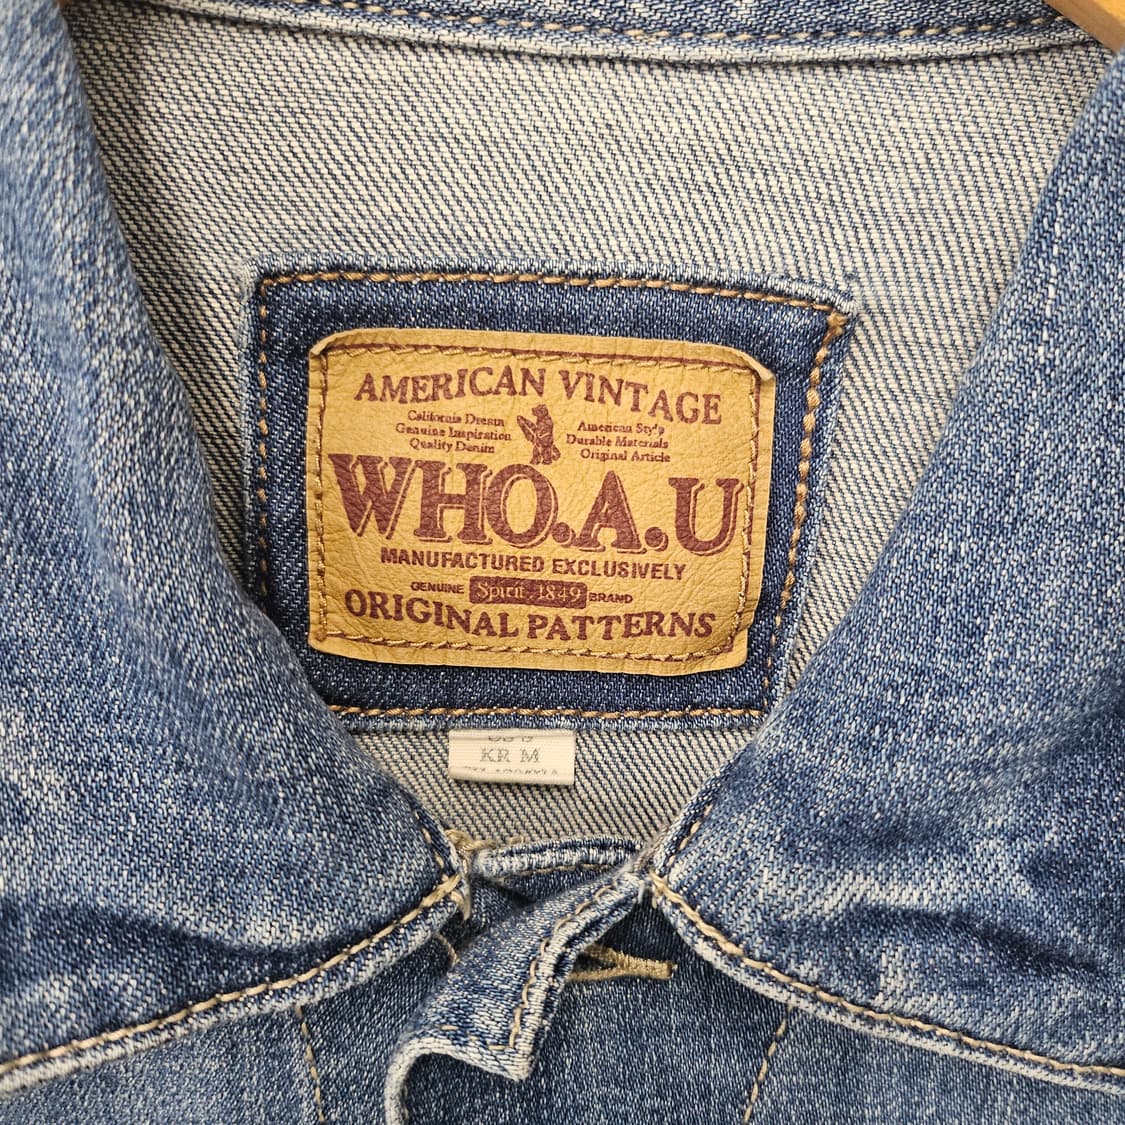 AMERICAN VINTAGE
California Dream
Genuine Inspiration
Quality Denim
American Style
Durable Materials
Original Article
WHO.A.U
MANUFACTURED EXCLUSIVELY
GENUINE Spirit 1849 BRAND
ORIGINAL PATTERNS
KR M